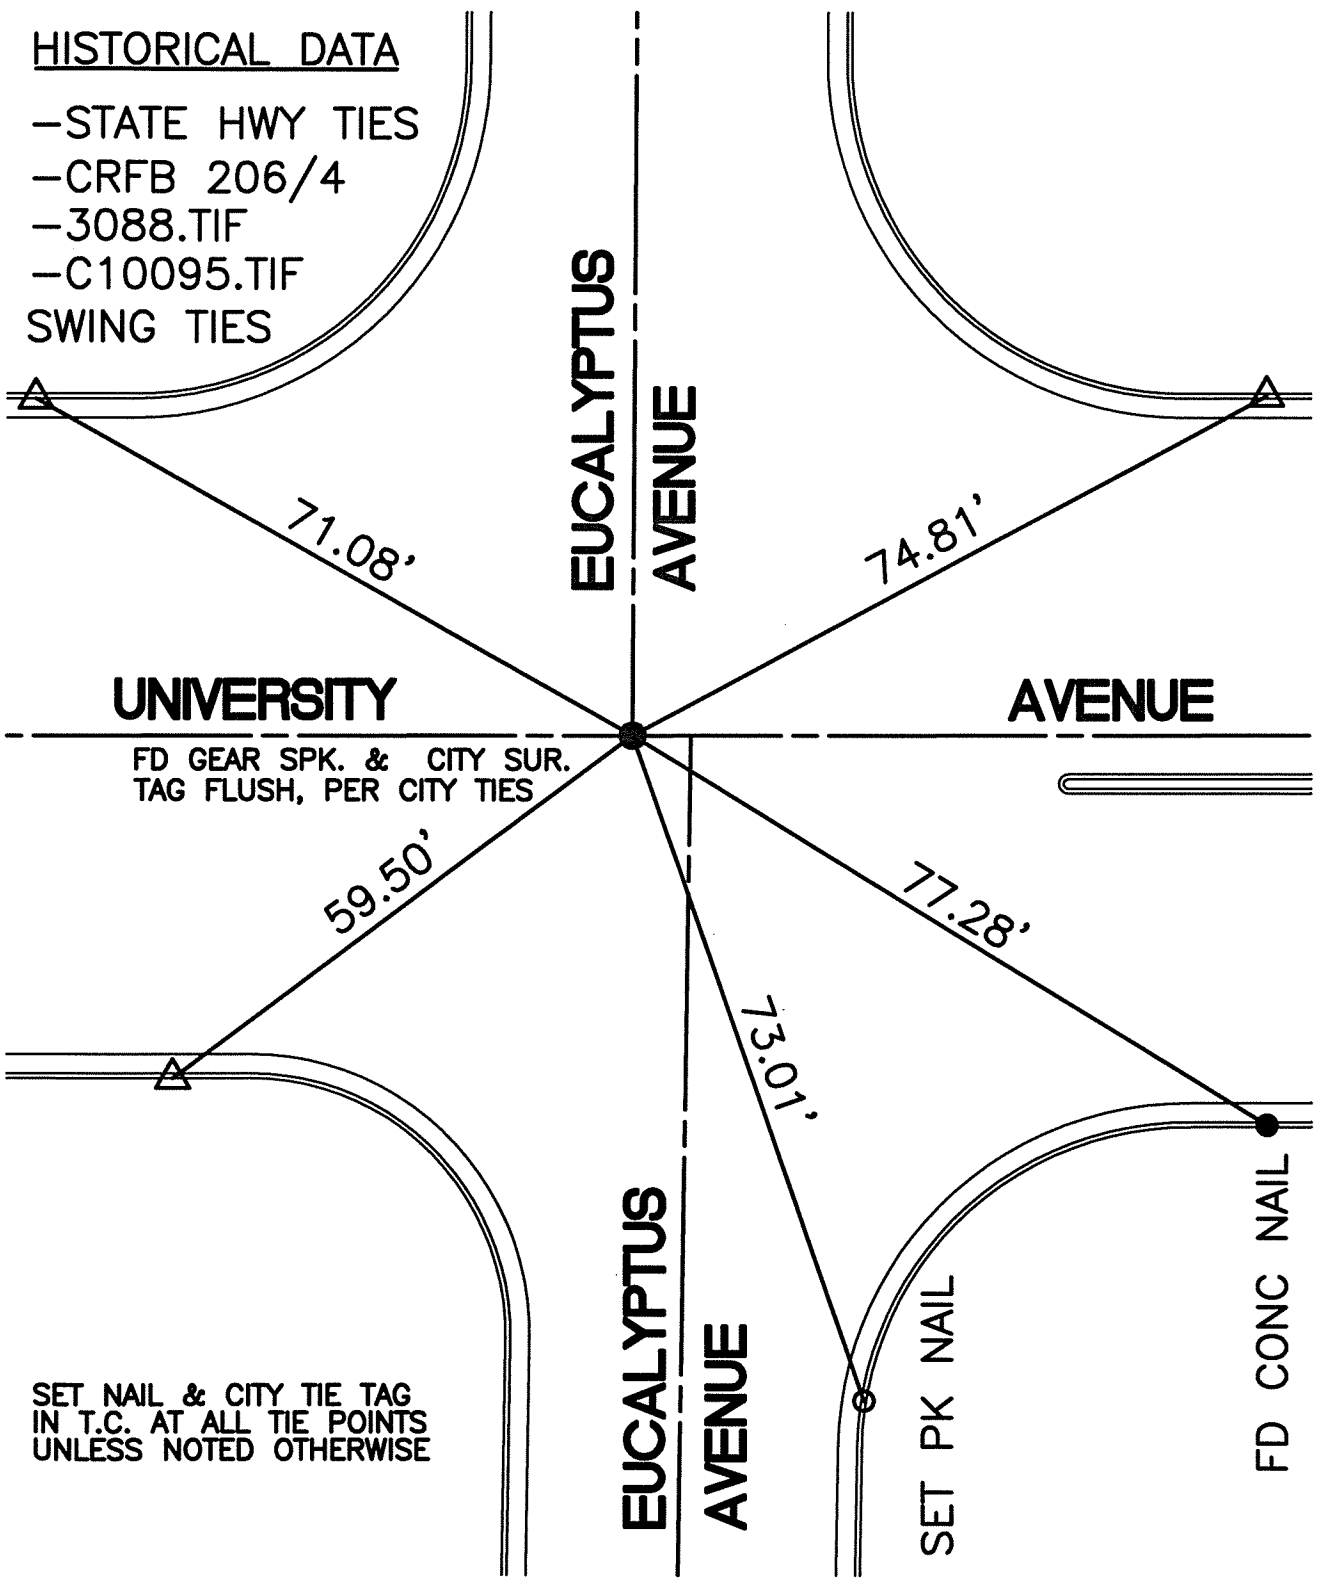 HISTORICAL DATA
-STATE HWY TIES
-CRFB 206/4
-3088.TIF
-C10095.TIF
SWING TIES
EUCALYPTUS
AVENUE
71.08'
74.81'
UNIVERSITY
AVENUE
FD GEAR SPK. & CITY SUR.
TAG FLUSH, PER CITY TIES
59.50'
77.28'
73.01'
EUCALYPTUS
AVENUE
SET PK NAIL
FD CONC NAIL
SET NAIL & CITY TIE TAG
IN T.C. AT ALL TIE POINTS
UNLESS NOTED OTHERWISE